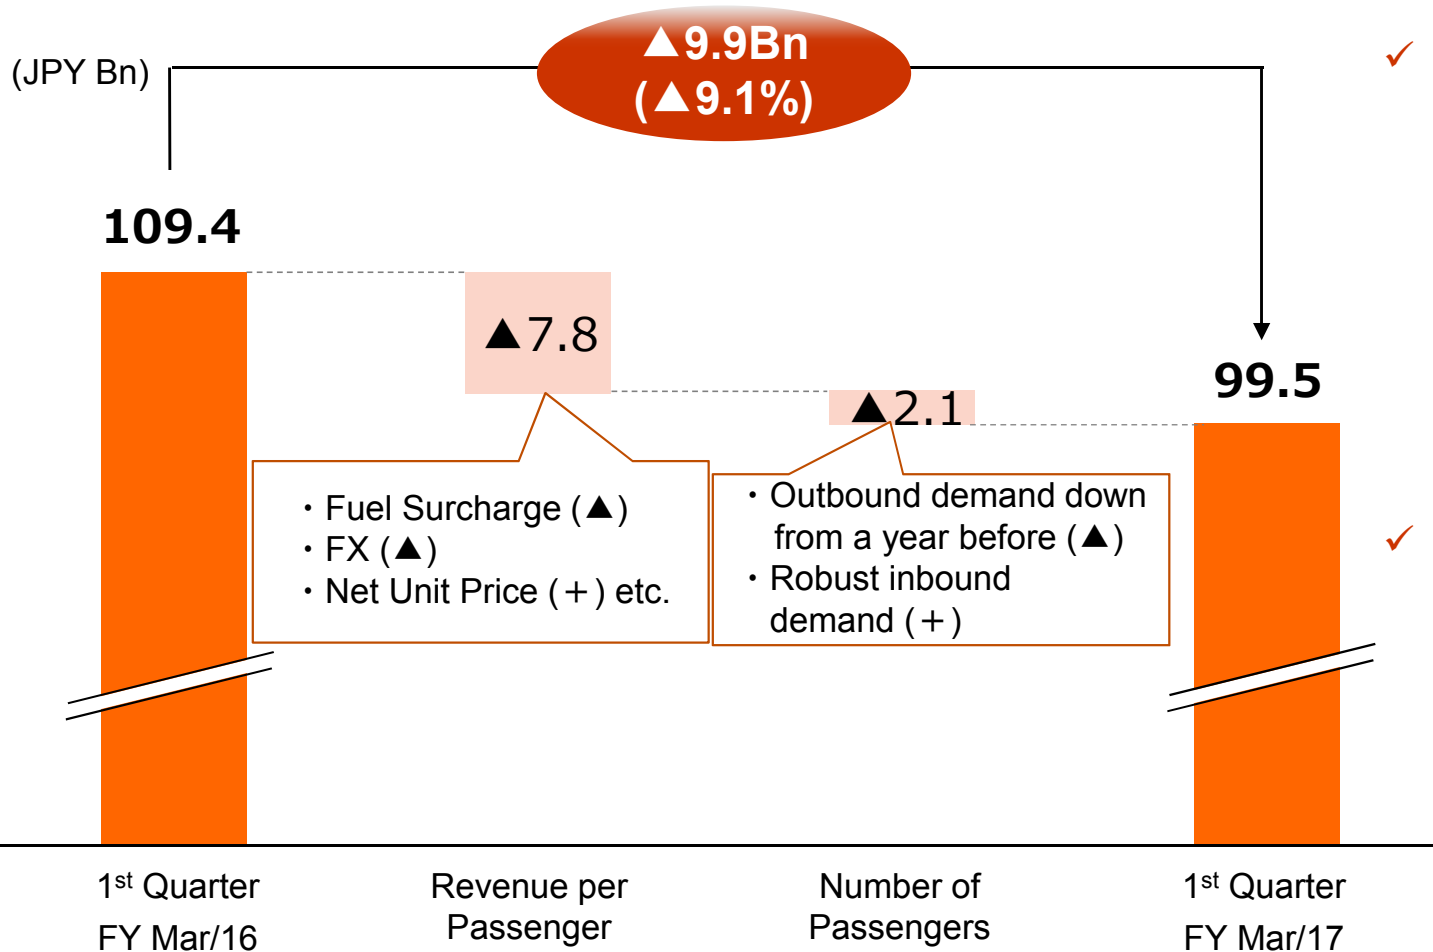 ▲9.9Bn
(▲9.1%)
(JPY Bn)
109.4
▲7.8
▲2.1
99.5
・Fuel Surcharge (▲)
・FX (▲)
・Net Unit Price (+) etc.
・Outbound demand down
from a year before (▲)
・Robust inbound
demand (+)
1st Quarter
FY Mar/16
Revenue per
Passenger
Number of
Passengers
1st Quarter
FY Mar/17